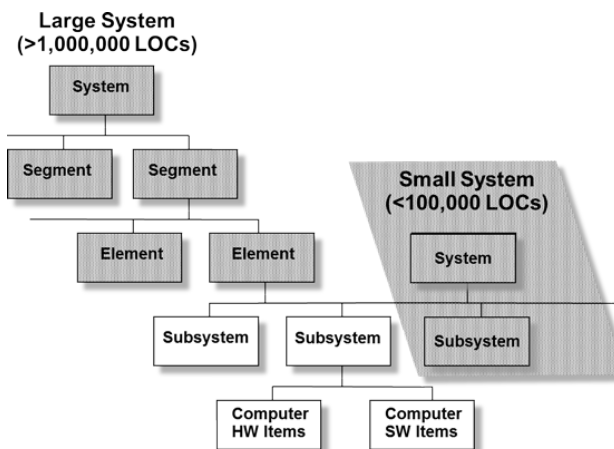 Large System
(>1,000,000 LOCs)
System
Segment
Segment
Small System
(<100,000 LOCs)
Element
Element
System
Subsystem
Subsystem
Subsystem
Computer
HW Items
Computer
SW Items